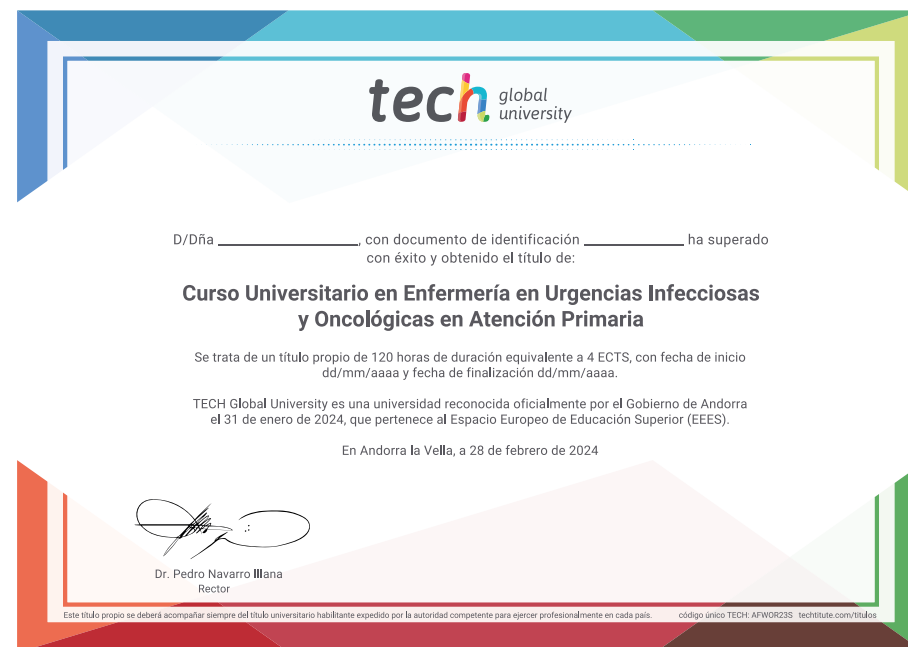 tech global university
D/Dña ____________________, con documento de identificación ______________ ha superado
con éxito y obtenido el título de:
Curso Universitario en Enfermería en Urgencias Infecciosas
y Oncológicas en Atención Primaria
Se trata de un título propio de 120 horas de duración equivalente a 4 ECTS, con fecha de inicio
dd/mm/aaaa y fecha de finalización dd/mm/aaaa.
TECH Global University es una universidad reconocida oficialmente por el Gobierno de Andorra
el 31 de enero de 2024, que pertenece al Espacio Europeo de Educación Superior (EEES).
En Andorra la Vella, a 28 de febrero de 2024
Dr. Pedro Navarro Illana
Rector
Este título propio se deberá acompañar siempre del título universitario habilitante expedido por la autoridad competente para ejercer profesionalmente en cada país. código único TECH: AFWOR23S techtitute.com/titulos